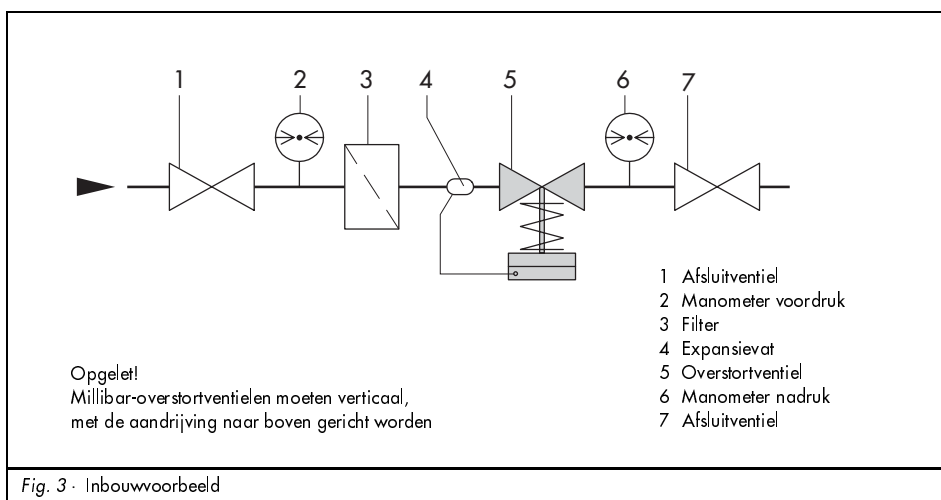 1 2 3 4 5 6 7
1 Afsluitventiel
2 Manometer voordruk
3 Filter
4 Expansievat
5 Overstortventiel
6 Manometer nadruk
7 Afsluitventiel
Opgelet!
Millibar-overstortventielen moeten verticaal,
met de aandrijving naar boven gericht worden
Fig. 3 · Inbouwvoorbeeld